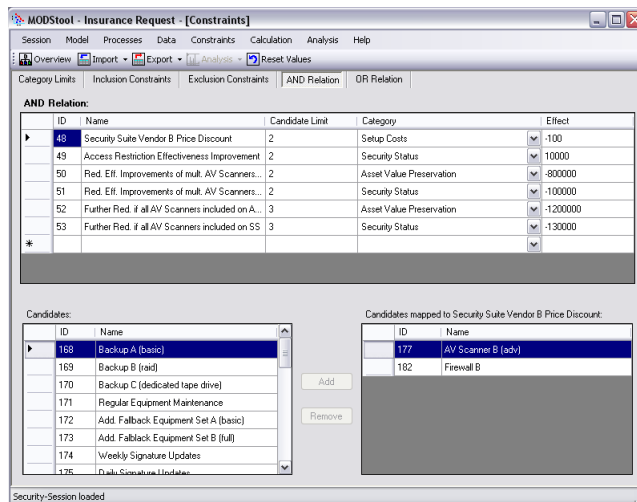 MODStool - Insurance Request - [Constraints]
Session Model Processes Data Constraints Calculation Analysis Help
Overview Import Export Analysis Reset Values
Category Limits Inclusion Constraints Exclusion Constraints AND Relation OR Relation
AND Relation:
ID Name Candidate Limit Category Effect
48 Security Suite Vendor B Price Discount 2 Setup Costs -100
49 Access Restriction Effectiveness Improvement 2 Security Status 10000
50 Red. Eff. Improvements of mult. AV Scanners... 2 Asset Value Preservation -800000
51 Red. Eff. Improvements of mult. AV Scanners... 2 Security Status -100000
52 Further Red. if all AV Scanners included on A... 3 Asset Value Preservation -1200000
53 Further Red. if all AV Scanners included on SS 3 Security Status -130000
Candidates:
ID Name
168 Backup A (basic)
169 Backup B (raid)
170 Backup C (dedicated tape drive)
171 Regular Equipment Maintenance
172 Add. Fallback Equipment Set A (basic)
173 Add. Falblack Equipment Set B (full)
174 Weekly Signature Updates
175 Daily Signature Updates
Add
Remove
Candidates mapped to Security Suite Vendor B Price Discount:
ID Name
177 AV Scanner B (adv)
182 Firewall B
Security-Session loaded